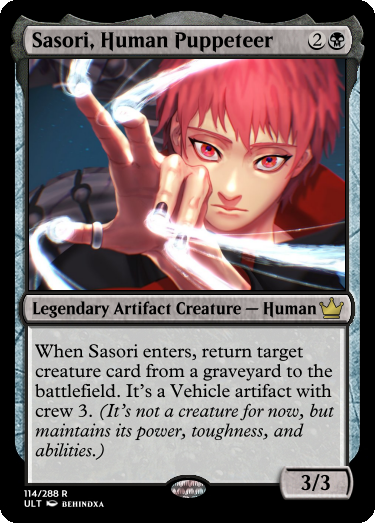 Sasori, Human Puppeteer 2
Legendary Artifact Creature — Human
When Sasori enters, return target
creature card from a graveyard to the
battlefield. It's a Vehicle artifact with
crew 3. (It's not a creature for now, but
maintains its power, toughness, and
abilities.)
3/3
114/288 R
ULT BEHINDXA